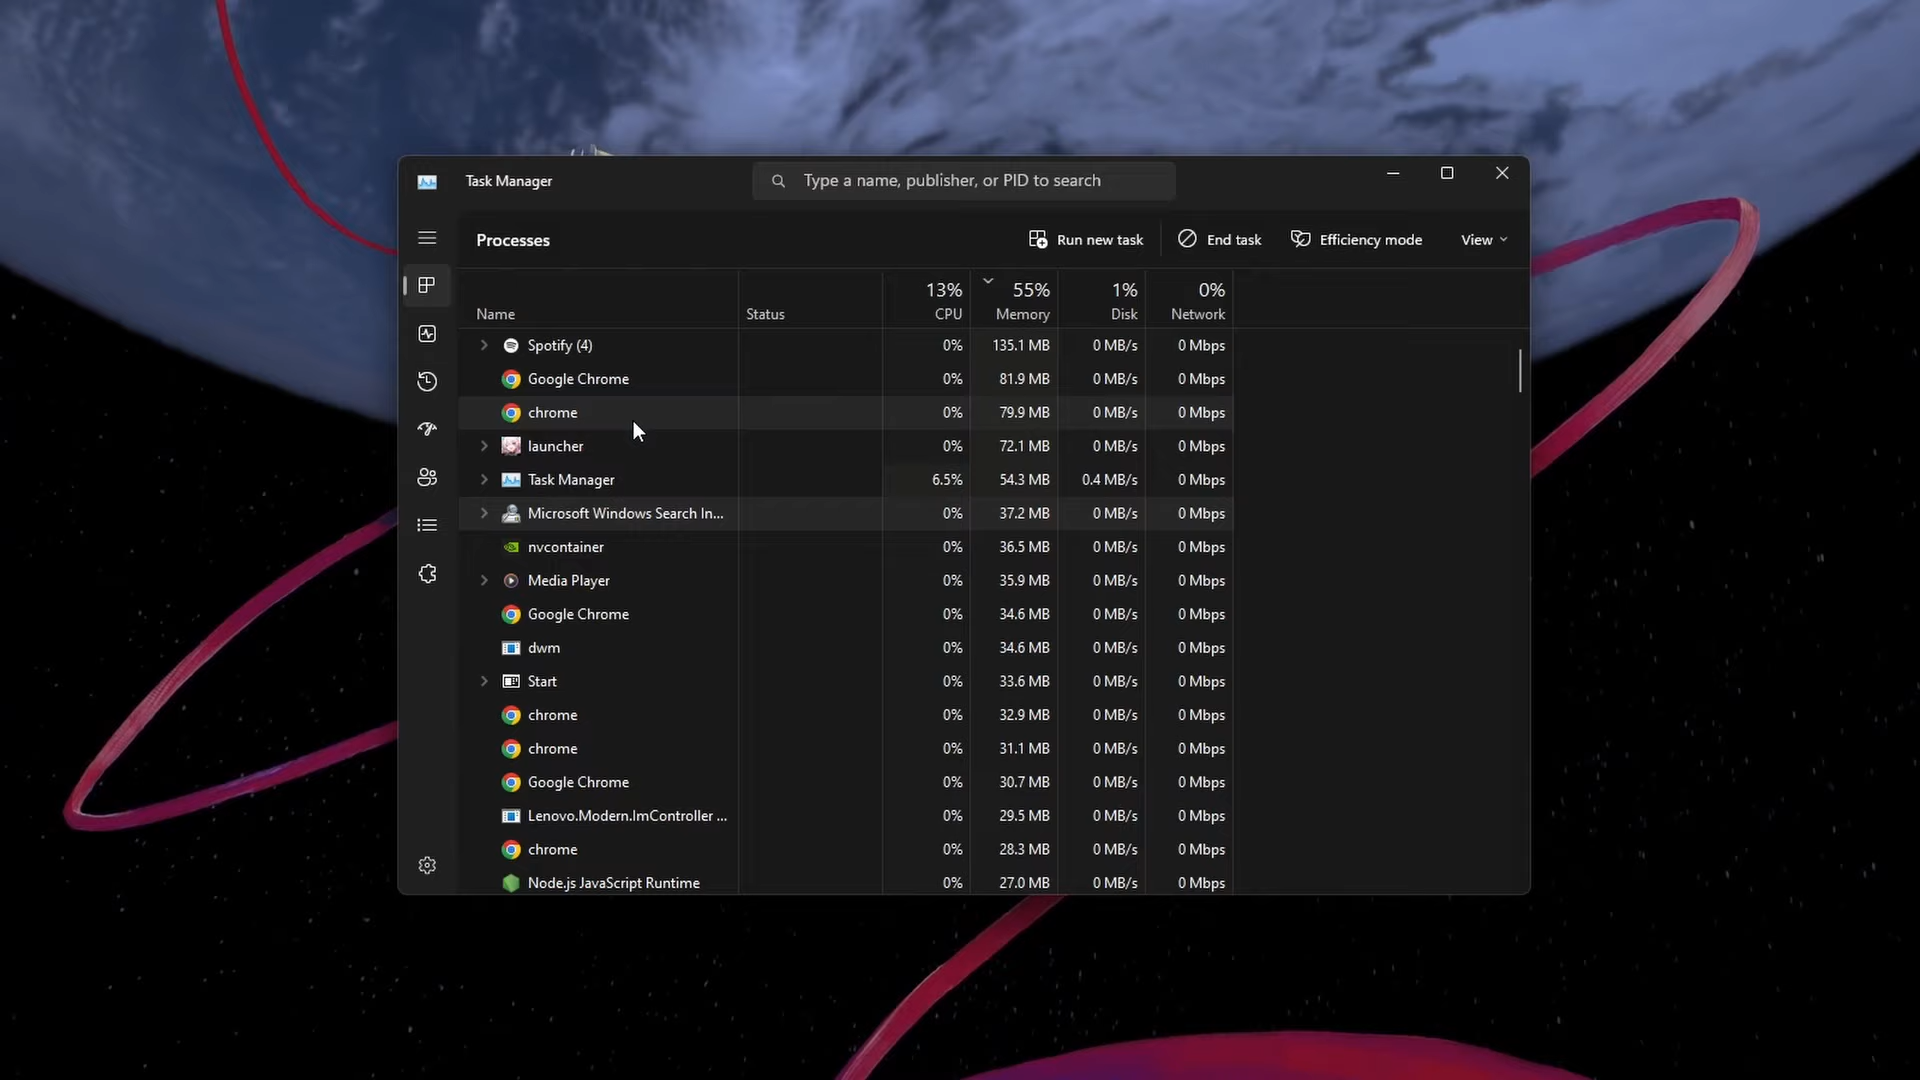 Task Manager
Type a name, publisher, or PID to search
Processes
Run new task
End task
Efficiency mode
View
13% 55% 1% 0%
Name Status CPU Memory Disk Network
Spotify (4) 0% 135.1 MB 0 MB/s 0 Mbps
Google Chrome 0% 81.9 MB 0 MB/s 0 Mbps
chrome 0% 79.9 MB 0 MB/s 0 Mbps
launcher 0% 72.1 MB 0 MB/s 0 Mbps
Task Manager 6.5% 54.3 MB 0.4 MB/s 0 Mbps
Microsoft Windows Search In... 0% 37.2 MB 0 MB/s 0 Mbps
nvcontainer 0% 36.5 MB 0 MB/s 0 Mbps
Media Player 0% 35.9 MB 0 MB/s 0 Mbps
Google Chrome 0% 34.6 MB 0 MB/s 0 Mbps
dwm 0% 34.6 MB 0 MB/s 0 Mbps
Start 0% 33.6 MB 0 MB/s 0 Mbps
chrome 0% 32.9 MB 0 MB/s 0 Mbps
chrome 0% 31.1 MB 0 MB/s 0 Mbps
Google Chrome 0% 30.7 MB 0 MB/s 0 Mbps
Lenovo.Modern.ImController ... 0% 29.5 MB 0 MB/s 0 Mbps
chrome 0% 28.3 MB 0 MB/s 0 Mbps
Node.js JavaScript Runtime 0% 27.0 MB 0 MB/s 0 Mbps